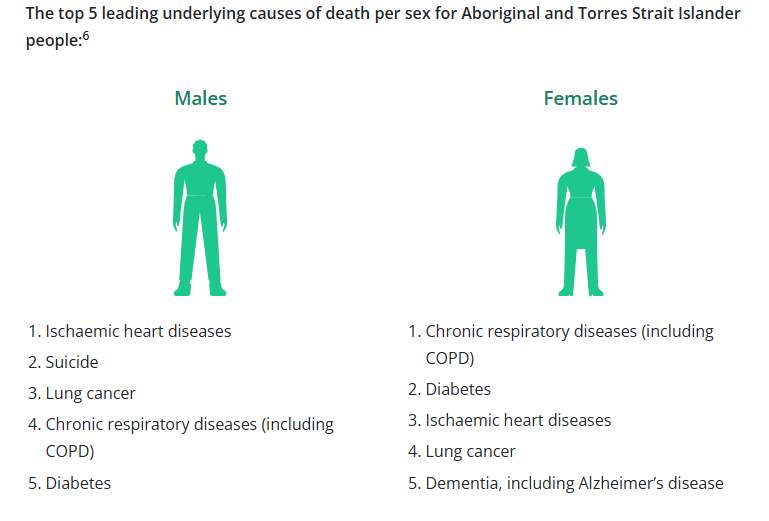 The top 5 leading underlying causes of death per sex for Aboriginal and Torres Strait Islander
people:6
Males
1. Ischaemic heart diseases
2. Suicide
3. Lung cancer
4. Chronic respiratory diseases (including
COPD)
5. Diabetes
Females
1. Chronic respiratory diseases (including
COPD)
2. Diabetes
3. Ischaemic heart diseases
4. Lung cancer
5. Dementia, including Alzheimer’s disease